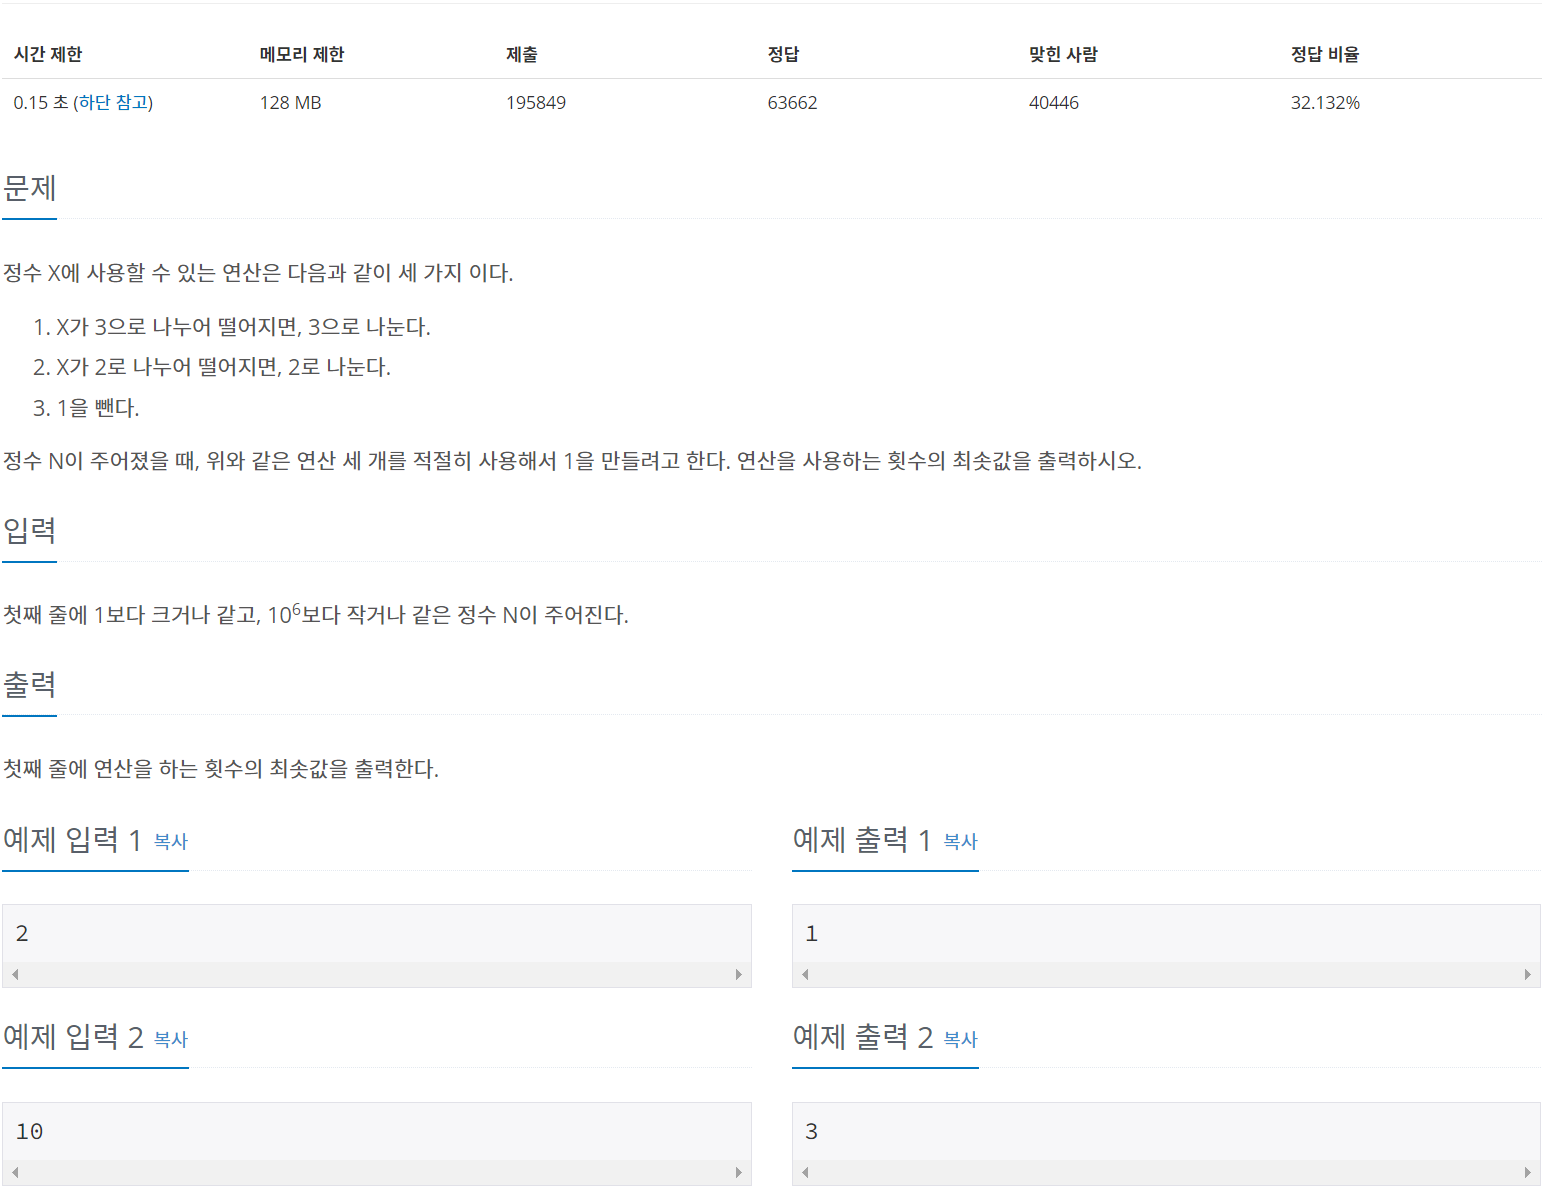 시간 제한 메모리 제한 제출 정답 맞힌 사람 정답 비율
0.15 초 (하단 참고) 128 MB 195849 63662 40446 32.132%
문제
정수 X에 사용할 수 있는 연산은 다음과 같이 세 가지 이다.
1. X가 3으로 나누어 떨어지면, 3으로 나눈다.
2. X가 2로 나누어 떨어지면, 2로 나눈다.
3. 1을 뺀다.
정수 N이 주어졌을 때, 위와 같은 연산 세 개를 적절히 사용해서 1을 만들려고 한다. 연산을 사용하는 횟수의 최솟값을 출력하시오.
입력
첫째 줄에 1보다 크거나 같고, 10⁶보다 작거나 같은 정수 N이 주어진다.
출력
첫째 줄에 연산을 하는 횟수의 최솟값을 출력한다.
예제 입력 1 복사 예제 출력 1 복사
2 1
예제 입력 2 복사 예제 출력 2 복사
10 3